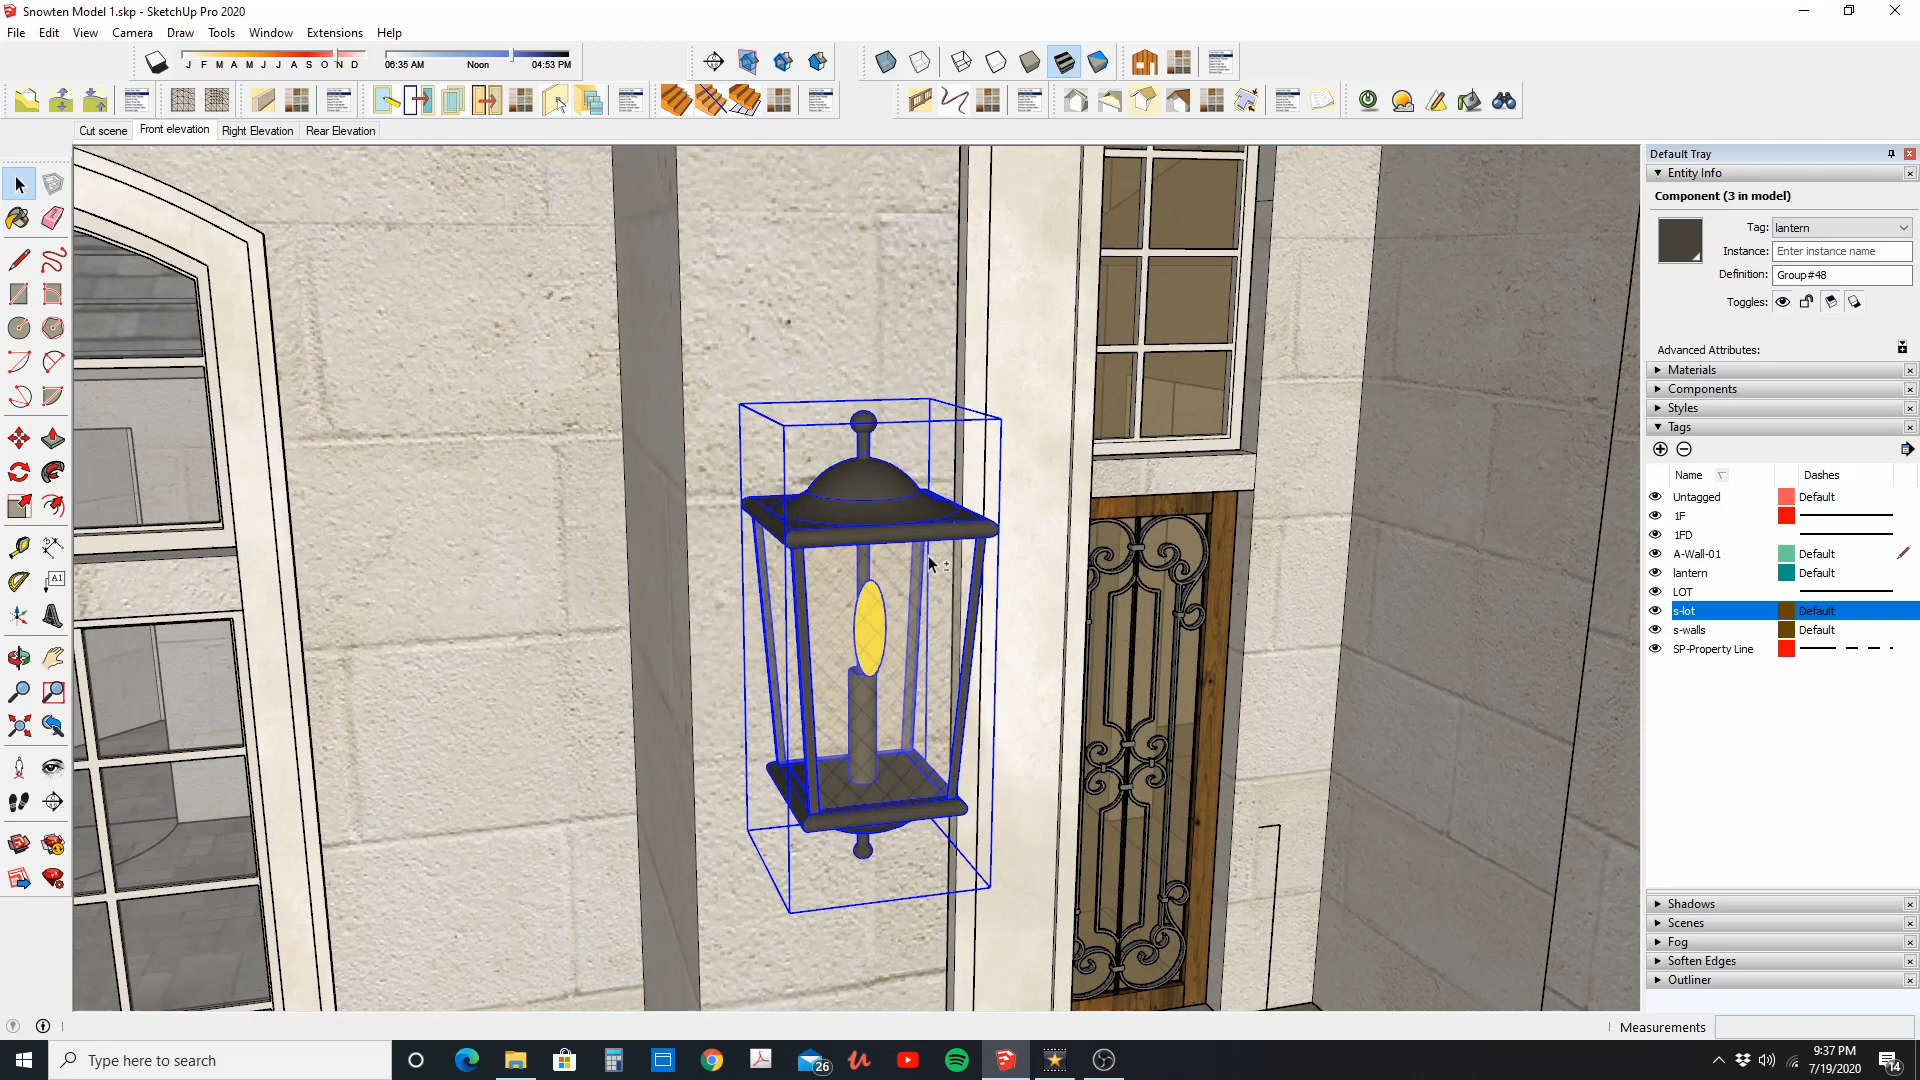 Snowten Model 1.skp - SketchUp Pro 2020
File Edit View Camera Draw Tools Window Extensions Help
J F M A M J J A S O N D
06:35 AM Noon 04:53 PM
Cut scene Front elevation Right Elevation Rear Elevation
Default Tray
Entity Info
Component (3 in model)
Tag: lantern
Instance: Enter instance name
Definition: Group#48
Toggles:
Advanced Attributes:
Materials
Components
Styles
Tags
Name Dashes
Untagged Default
1F
1FD
A-Wall-01 Default
lantern Default
LOT
s-lot Default
s-walls Default
SP-Property Line
Shadows
Scenes
Fog
Soften Edges
Outliner
A1
Measurements
Type here to search
26
9:37 PM
7/19/2020
14